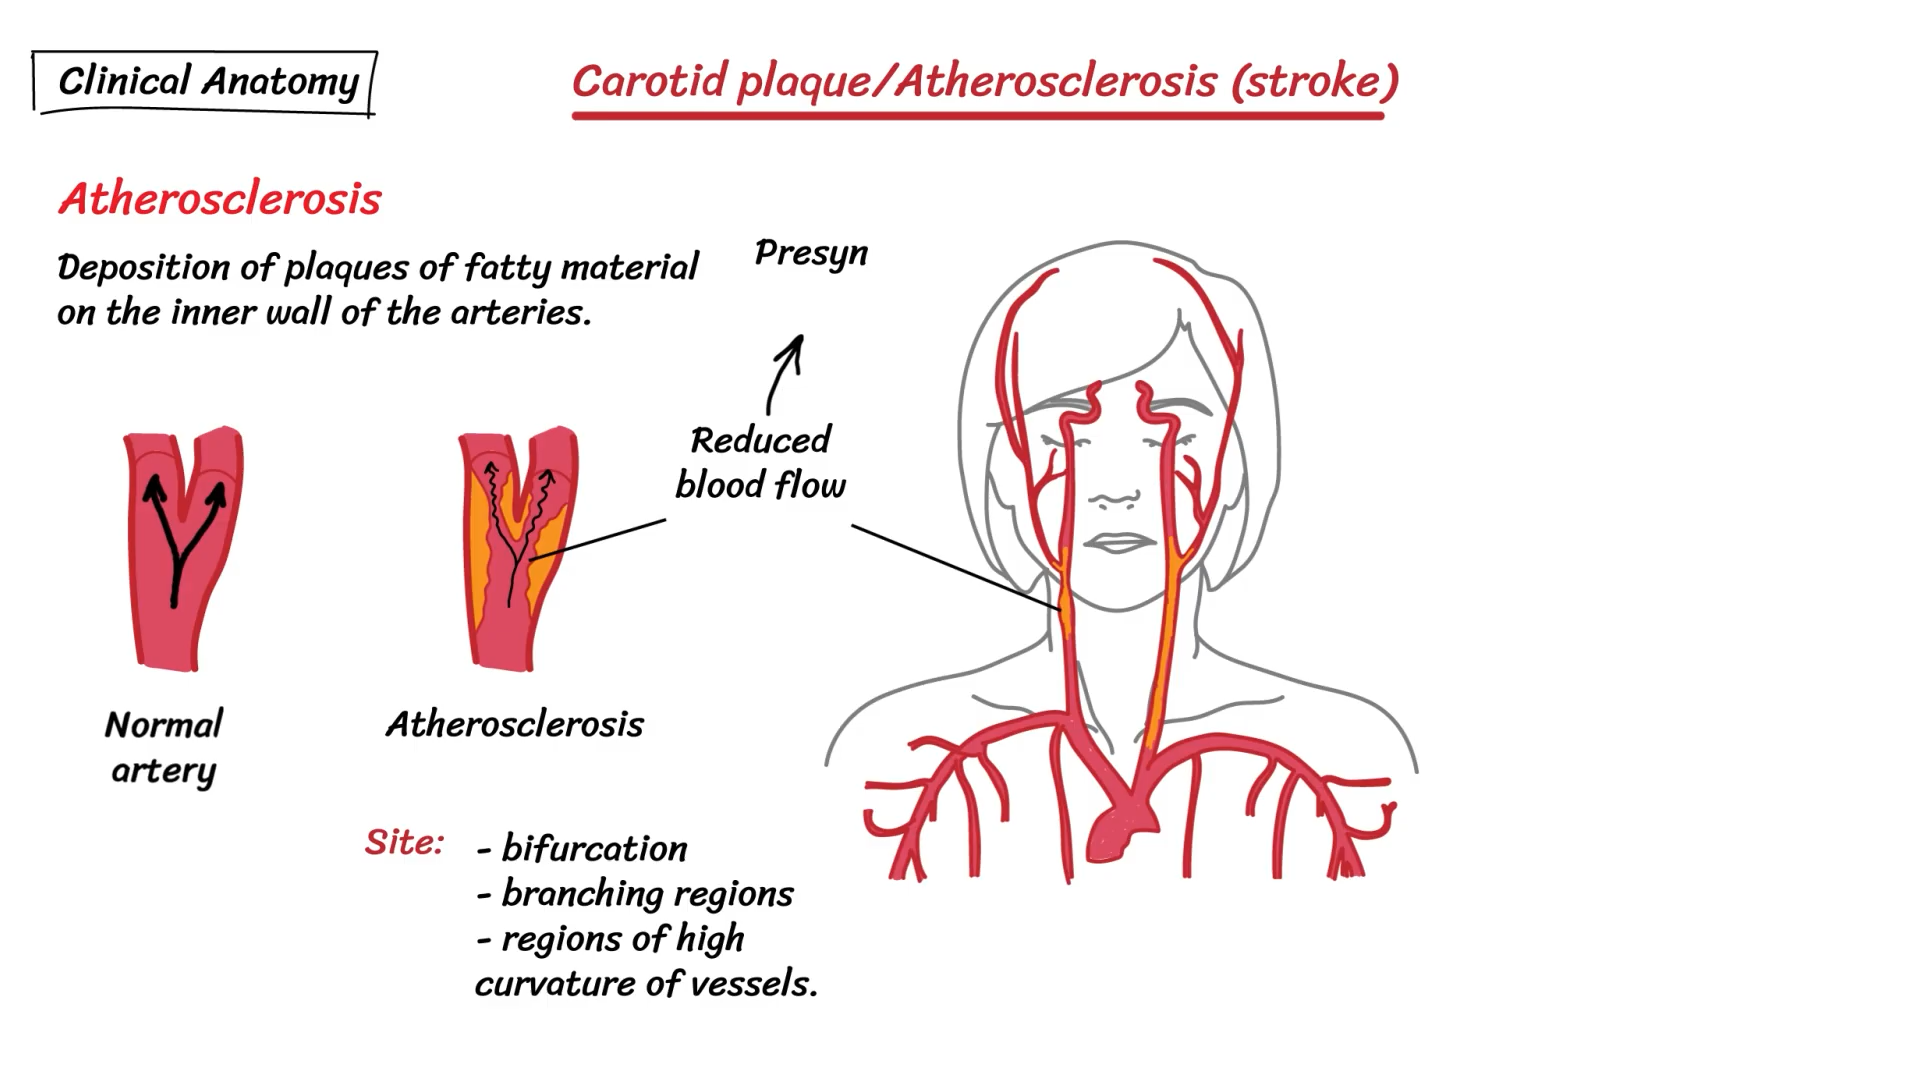 Clinical Anatomy
Carotid plaque/Atherosclerosis (stroke)
Atherosclerosis
Deposition of plaques of fatty material
on the inner wall of the arteries.
Presyn
Reduced
blood flow
Normal
artery
Atherosclerosis
Site:
- bifurcation
- branching regions
- regions of high
curvature of vessels.